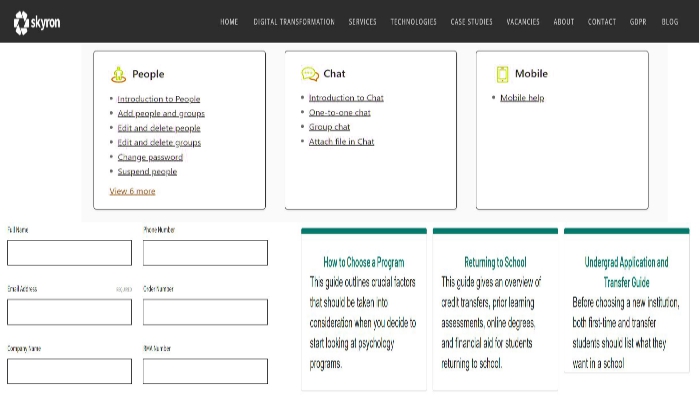 skyron
HOME DIGITAL TRANSFORMATION SERVICES TECHNOLOGIES CASE STUDIES VACANCIES ABOUT CONTACT GDPR BLOG
People
Introduction to People
Add people and groups
Edit and delete people
Edit and delete groups
Change password
Suspend people
View 6 more
Chat
Introduction to Chat
One-to-one chat
Group chat
Attach file in Chat
Mobile
Mobile help
Full Name
Phone Number
Email Address
Order Number
Company Name
RMA Number
How to Choose a Program
This guide outlines crucial factors
that should be taken into
consideration when you decide to
start looking at psychology
programs.
Returning to School
This guide gives an overview of
credit transfers, prior learning
assessments, online degrees,
and financial aid for students
returning to school.
Undergrad Application and
Transfer Guide
Before choosing a new institution,
both first-time and transfer
students should list what they
want in a school